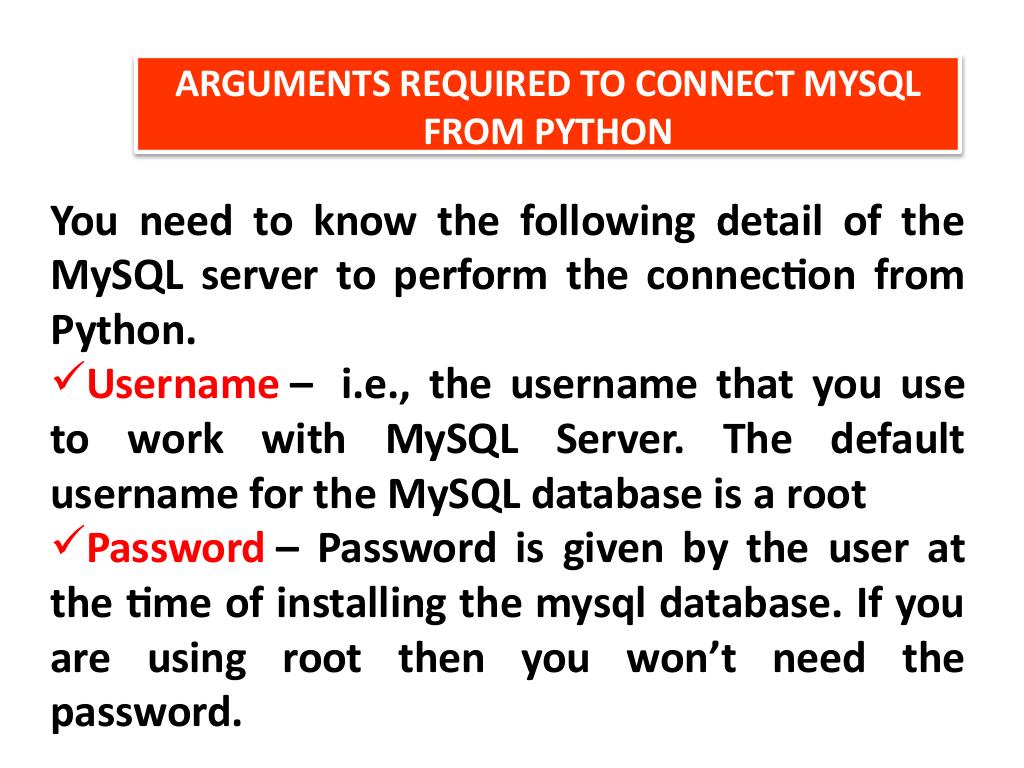 ARGUMENTS REQUIRED TO CONNECT MYSQL
FROM PYTHON
You need to know the following detail of the
MySQL server to perform the connection from
Python.
✓Username – i.e., the username that you use
to work with MySQL Server. The default
username for the MySQL database is a root
✓Password – Password is given by the user at
the time of installing the mysql database. If you
are using root then you won’t need the
password.